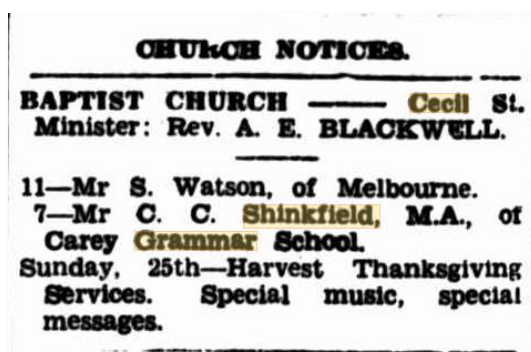 CHURCH NOTICES.
BAPTIST CHURCH —— Cecil St.
Minister: Rev. A. E. BLACKWELL.
11—Mr S. Watson, of Melbourne.
7—Mr C. C. Shinkfield, M.A., of
Carey Grammar School.
Sunday, 25th—Harvest Thanksgiving
Services. Special music, special
messages.